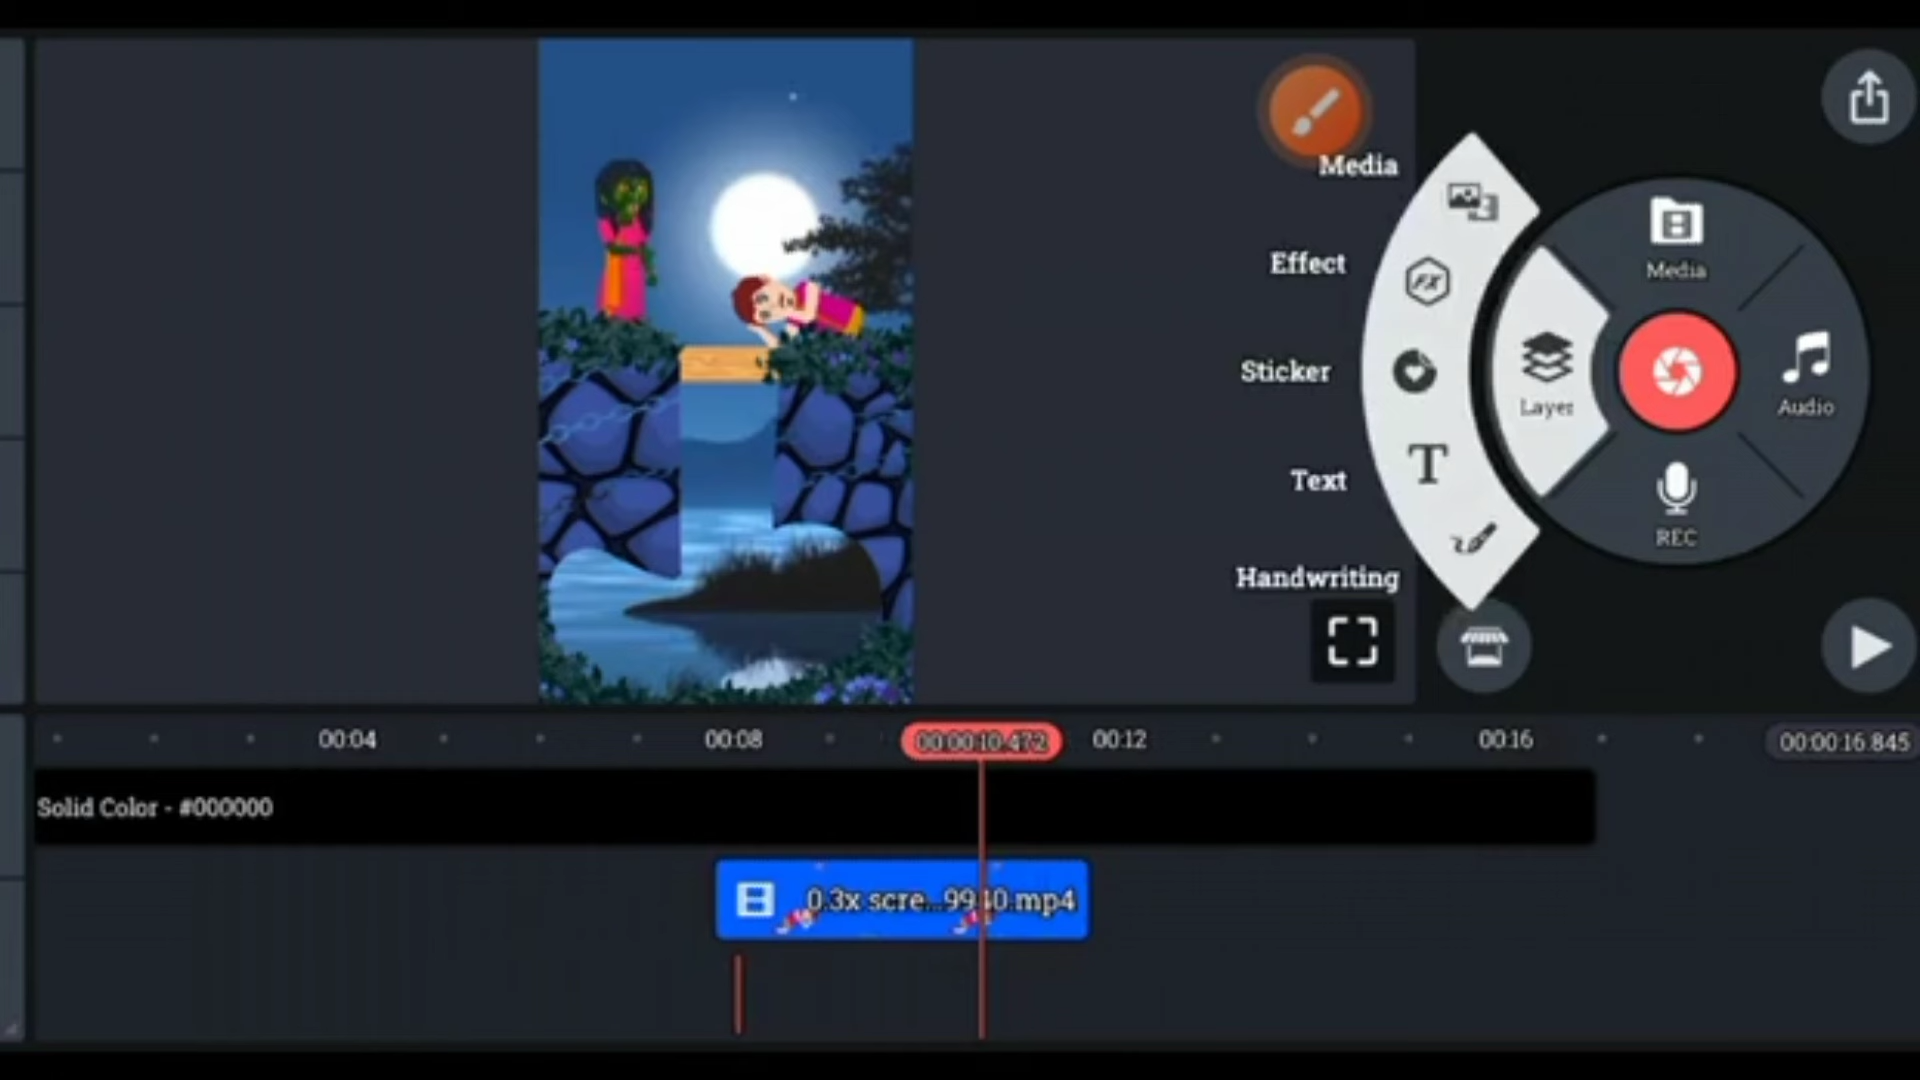 Media
Effect
Sticker
Text
Handwriting
Media
Layer
Audio
REC
00:04
00:08
00:00:10.472
00:12
00:16
00:00:16.845
Solid Color - #000000
0.3x scre...9940.mp4